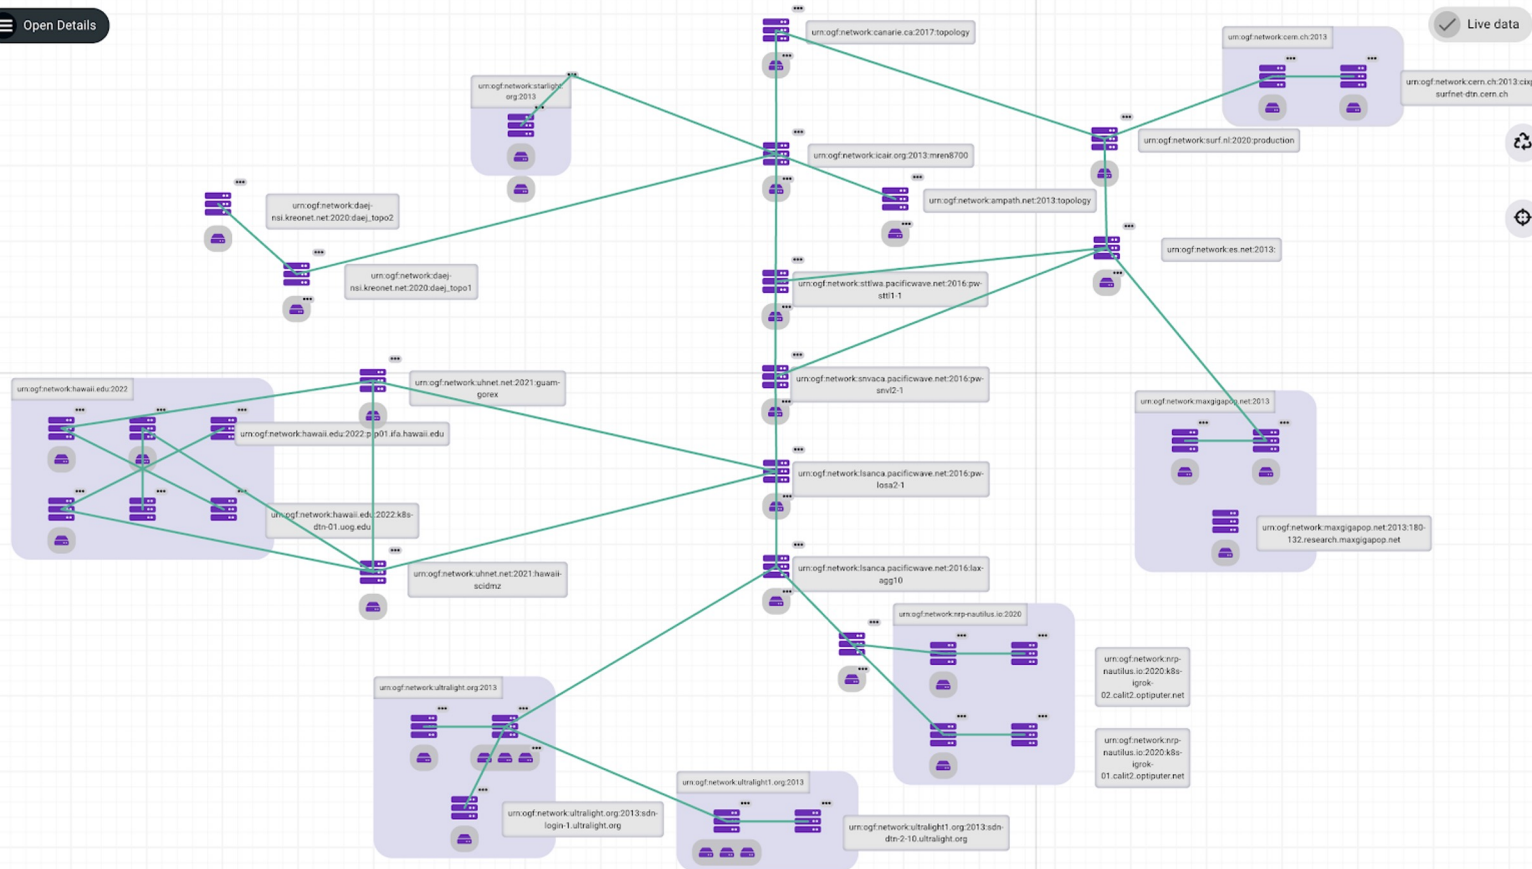 Open Details
Live data
urn:ogf:network:canarie.ca:2017:topology
urn:ogf:network:cern.ch:2013
urn:ogf:network:cern.ch:2013:cixp
surfnet-dtn.cern.ch
urn:ogf:network:starlight.
org:2013
urn:ogf:network:surf.nl:2020:production
urn:ogf:network:icair.org:2013:mren8700
urn:ogf:network:ampath.net:2013:topology
urn:ogf:network:daej-
nsi.kreonet.net:2020:daej_topo2
urn:ogf:network:es.net:2013:
urn:ogf:network:daej-
nsi.kreonet.net:2020:daej_topo1
urn:ogf:network:sttlwa.pacificwave.net:2016:pw-
sttl1-1
urn:ogf:network:hawaii.edu:2022
urn:ogf:network:uhnet.net:2021:guam-
gorex
urn:ogf:network:snvaca.pacificwave.net:2016:pw-
snvl2-1
urn:ogf:network:maxgigapop.net:2013
urn:ogf:network:hawaii.edu:2022:prp01.ifa.hawaii.edu
urn:ogf:network:lsanca.pacificwave.net:2016:pw-
losa2-1
urn:ogf:network:hawaii.edu:2022:k8s-
dtn-01.uog.edu
urn:ogf:network:maxgigapop.net:2013:180-
132.research.maxgigapop.net
urn:ogf:network:uhnet.net:2021:hawaii-
scidmz
urn:ogf:network:lsanca.pacificwave.net:2016:lax-
agg10
urn:ogf:network:nrp-nautilus.io:2020
urn:ogf:network:nrp-
nautilus.io:2020:k8s-
igrok-
02.calit2.optiputer.net
urn:ogf:network:ultralight.org:2013
urn:ogf:network:nrp-
nautilus.io:2020:k8s-
igrok-
01.calit2.optiputer.net
urn:ogf:network:ultralight1.org:2013
urn:ogf:network:ultralight.org:2013:sdn-
login-1.ultralight.org
urn:ogf:network:ultralight1.org:2013:sdn-
dtn-2-10.ultralight.org